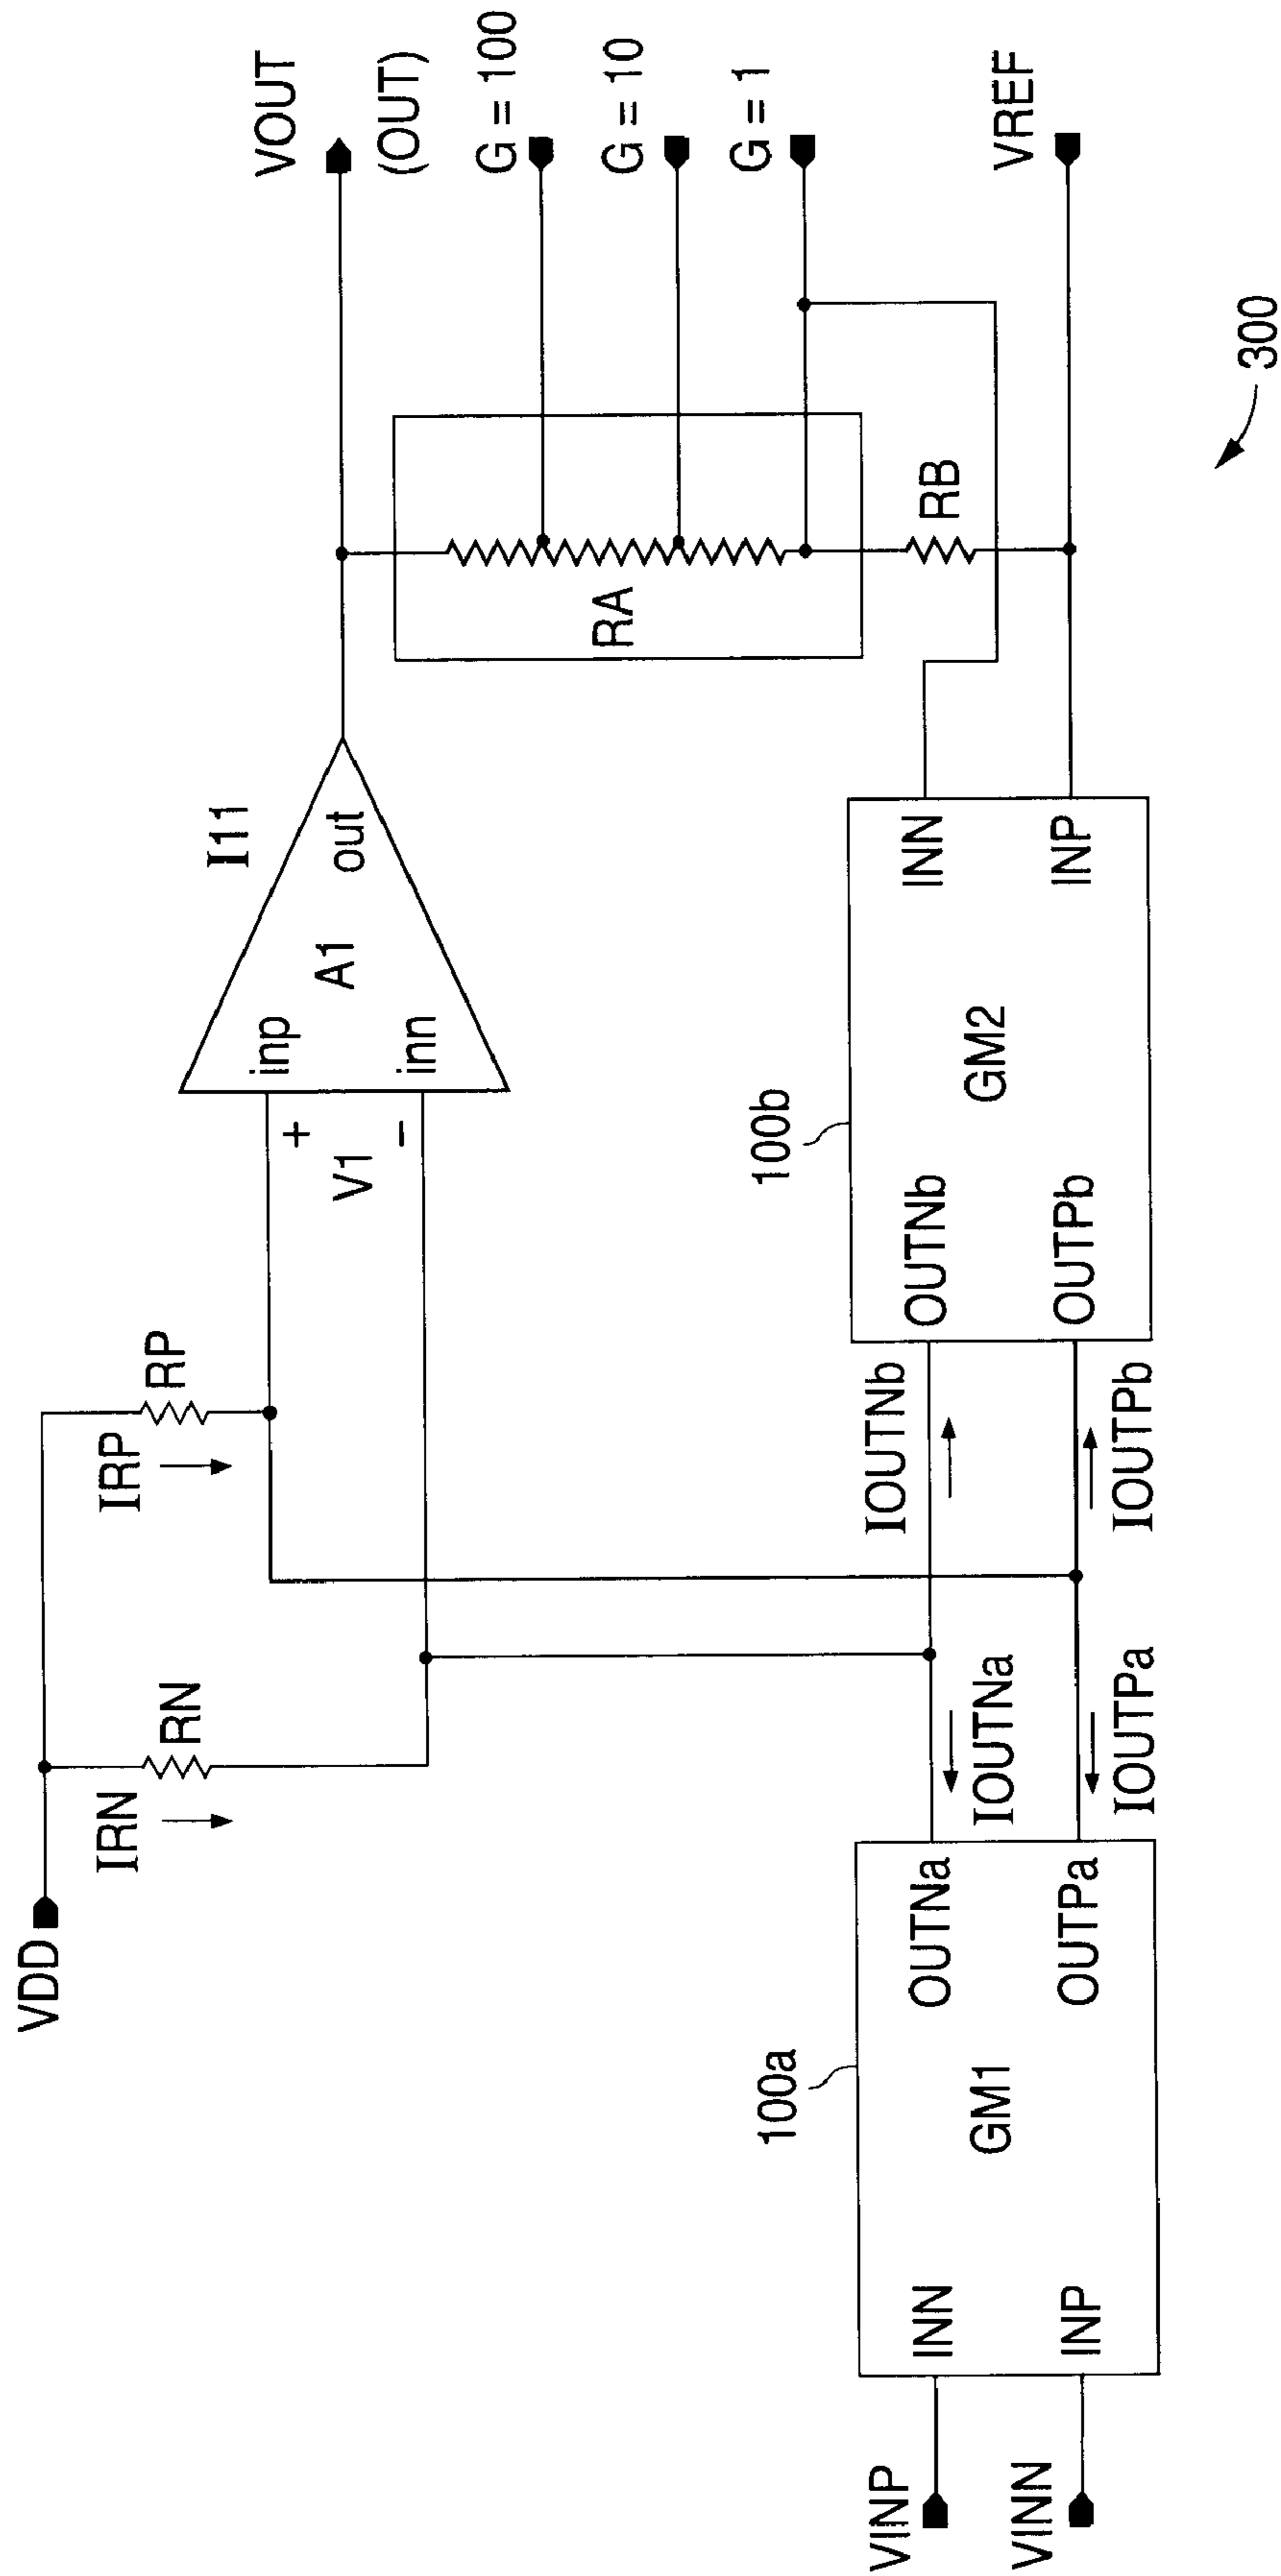 VDD
IRN
RN
IRP
RP
+
V1
−
inp
inn
A1
out
I11
VOUT
(OUT)
G = 100
G = 10
G = 1
VREF
RA
RB
VINP
VINN
INN
INP
GM1
100a
OUTNa
OUTPa
IOUTNa
IOUTPa
IOUTNb
IOUTPb
OUTNb
OUTPb
100b
GM2
INN
INP
300